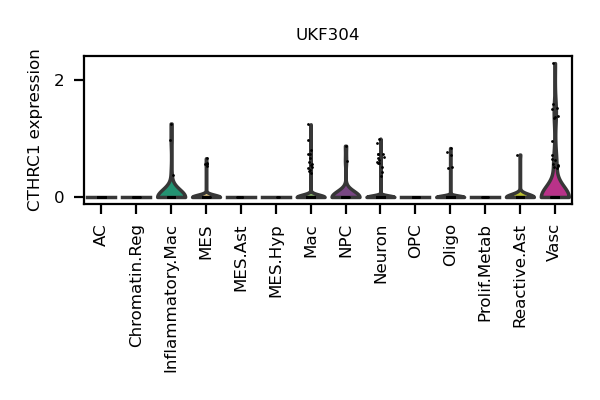 UKF304
CTHRC1 expression
2
0
AC
Chromatin.Reg
Inflammatory.Mac
MES
MES.Ast
MES.Hyp
Mac
NPC
Neuron
OPC
Oligo
Prolif.Metab
Reactive.Ast
Vasc